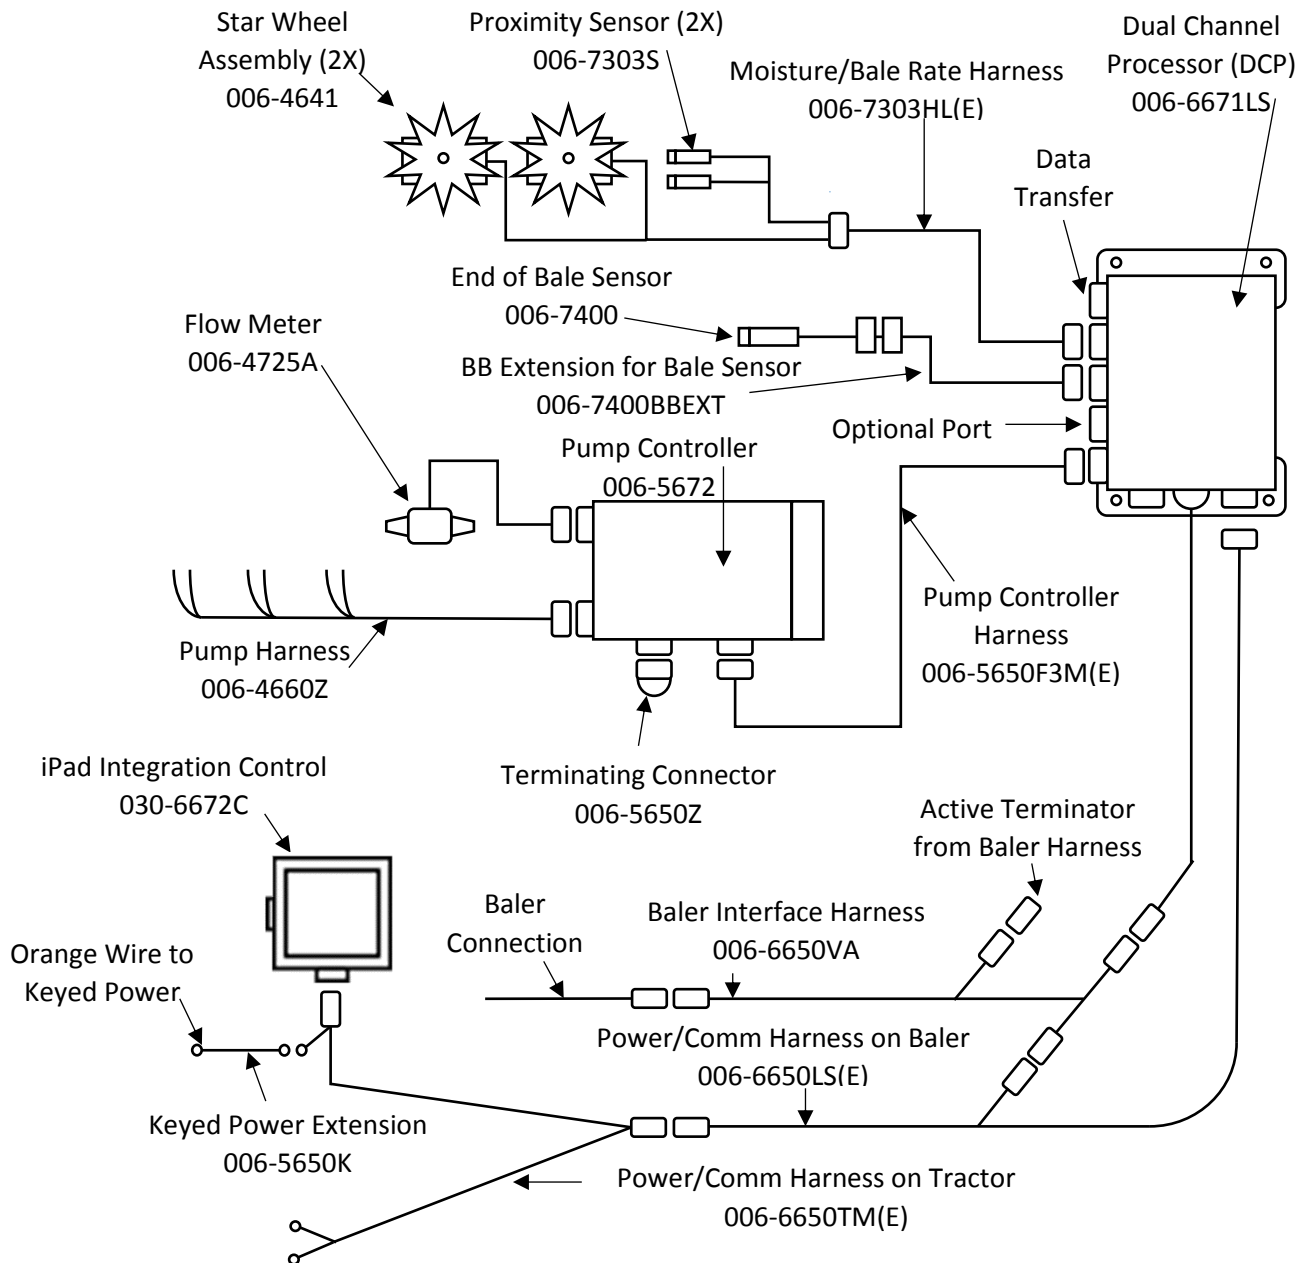 Star Wheel
Assembly (2X)
006-4641
Proximity Sensor (2X)
006-7303S
Moisture/Bale Rate Harness
006-7303HL(E)
Dual Channel
Processor (DCP)
006-6671LS
Data
Transfer
End of Bale Sensor
006-7400
Flow Meter
006-4725A
BB Extension for Bale Sensor
006-7400BBEXT
Optional Port
Pump Controller
006-5672
Pump Controller
Harness
006-5650F3M(E)
Pump Harness
006-4660Z
iPad Integration Control
030-6672C
Terminating Connector
006-5650Z
Active Terminator
from Baler Harness
Baler
Connection
Baler Interface Harness
006-6650VA
Orange Wire to
Keyed Power
Power/Comm Harness on Baler
006-6650LS(E)
Keyed Power Extension
006-5650K
Power/Comm Harness on Tractor
006-6650TM(E)